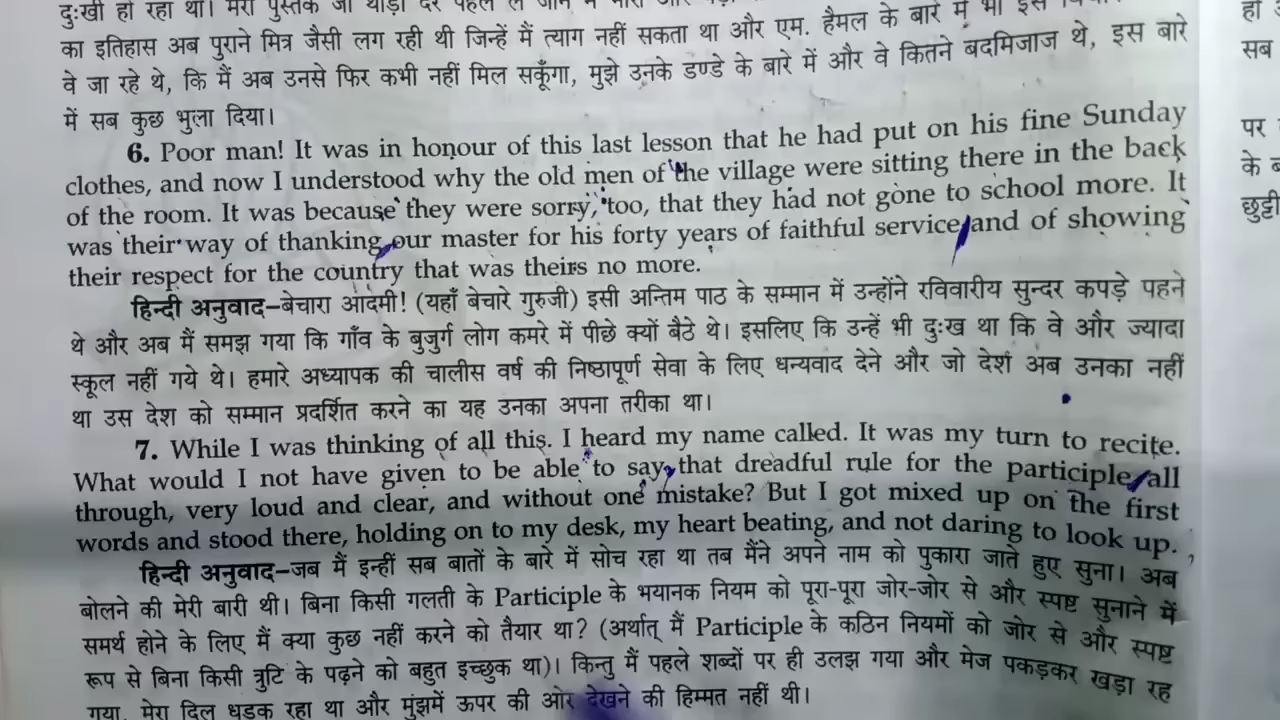 दुःखी हो रहा था। मेरी पुस्तकें जो थोड़ी देर पहले ले जाने में भारी
का इतिहास अब पुराने मित्र जैसी लग रही थी जिन्हें मैं त्याग नहीं सकता था और एम. हैमल के बारे में भी
वे जा रहे थे, कि मैं अब उनसे फिर कभी नहीं मिल सकूँगा, मुझे उनके डण्डे के बारे में और वे कितने बदमिजाज थे, इस बारे
में सब कुछ भुला दिया।
6. Poor man! It was in honour of this last lesson that he had put on his fine Sunday
clothes, and now I understood why the old men of the village were sitting there in the back
of the room. It was because they were sorry, too, that they had not gone to school more. It
was their way of thanking our master for his forty years of faithful service and of showing
their respect for the country that was theirs no more.
हिन्दी अनुवाद–बेचारा आदमी! (यहाँ बेचारे गुरुजी) इसी अन्तिम पाठ के सम्मान में उन्होंने रविवारीय सुन्दर कपड़े पहने
थे और अब मैं समझ गया कि गाँव के बुजुर्ग लोग कमरे में पीछे क्यों बैठे थे। इसलिए कि उन्हें भी दुःख था कि वे और ज्यादा
स्कूल नहीं गये थे। हमारे अध्यापक की चालीस वर्ष की निष्ठापूर्ण सेवा के लिए धन्यवाद देने और जो देश अब उनका नहीं
था उस देश को सम्मान प्रदर्शित करने का यह उनका अपना तरीका था।
7. While I was thinking of all this. I heard my name called. It was my turn to recite.
What would I not have given to be able to say that dreadful rule for the participle all
through, very loud and clear, and without one mistake? But I got mixed up on the first
words and stood there, holding on to my desk, my heart beating, and not daring to look up.
हिन्दी अनुवाद–जब मैं इन्हीं सब बातों के बारे में सोच रहा था तब मैंने अपने नाम को पुकारा जाते हुए सुना। अब
बोलने की मेरी बारी थी। बिना किसी गलती के Participle के भयानक नियम को पूरा-पूरा जोर-जोर से और स्पष्ट सुनाने में
समर्थ होने के लिए मैं क्या कुछ नहीं करने को तैयार था? (अर्थात् मैं Participle के कठिन नियमों को जोर से और स्पष्ट
रूप से बिना किसी त्रुटि के पढ़ने को बहुत इच्छुक था)। किन्तु मैं पहले शब्दों पर ही उलझ गया और मेज पकड़कर खड़ा रह
गया, मेरा दिल धड़क रहा था और मुझमें ऊपर की ओर देखने की हिम्मत नहीं थी।
सब
पर
के
छुट्टी